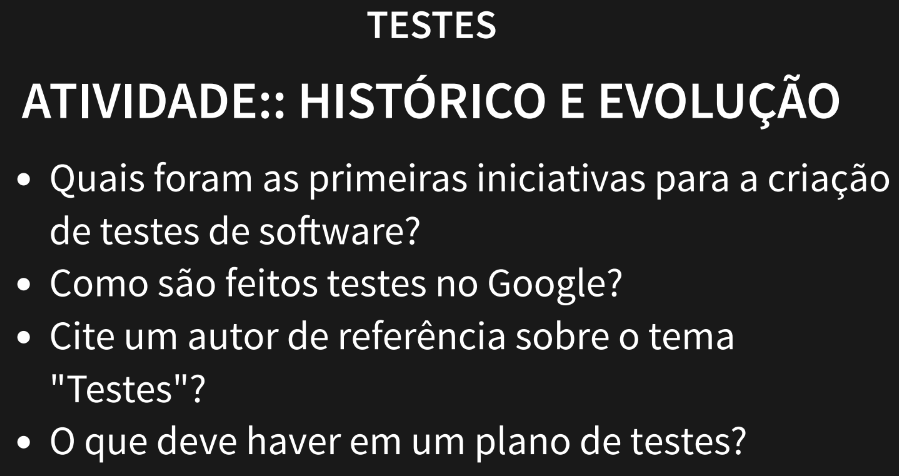 TESTES
ATIVIDADE:: HISTÓRICO E EVOLUÇÃO
• Quais foram as primeiras iniciativas para a criação
de testes de software?
• Como são feitos testes no Google?
• Cite um autor de referência sobre o tema
"Testes"?
• O que deve haver em um plano de testes?